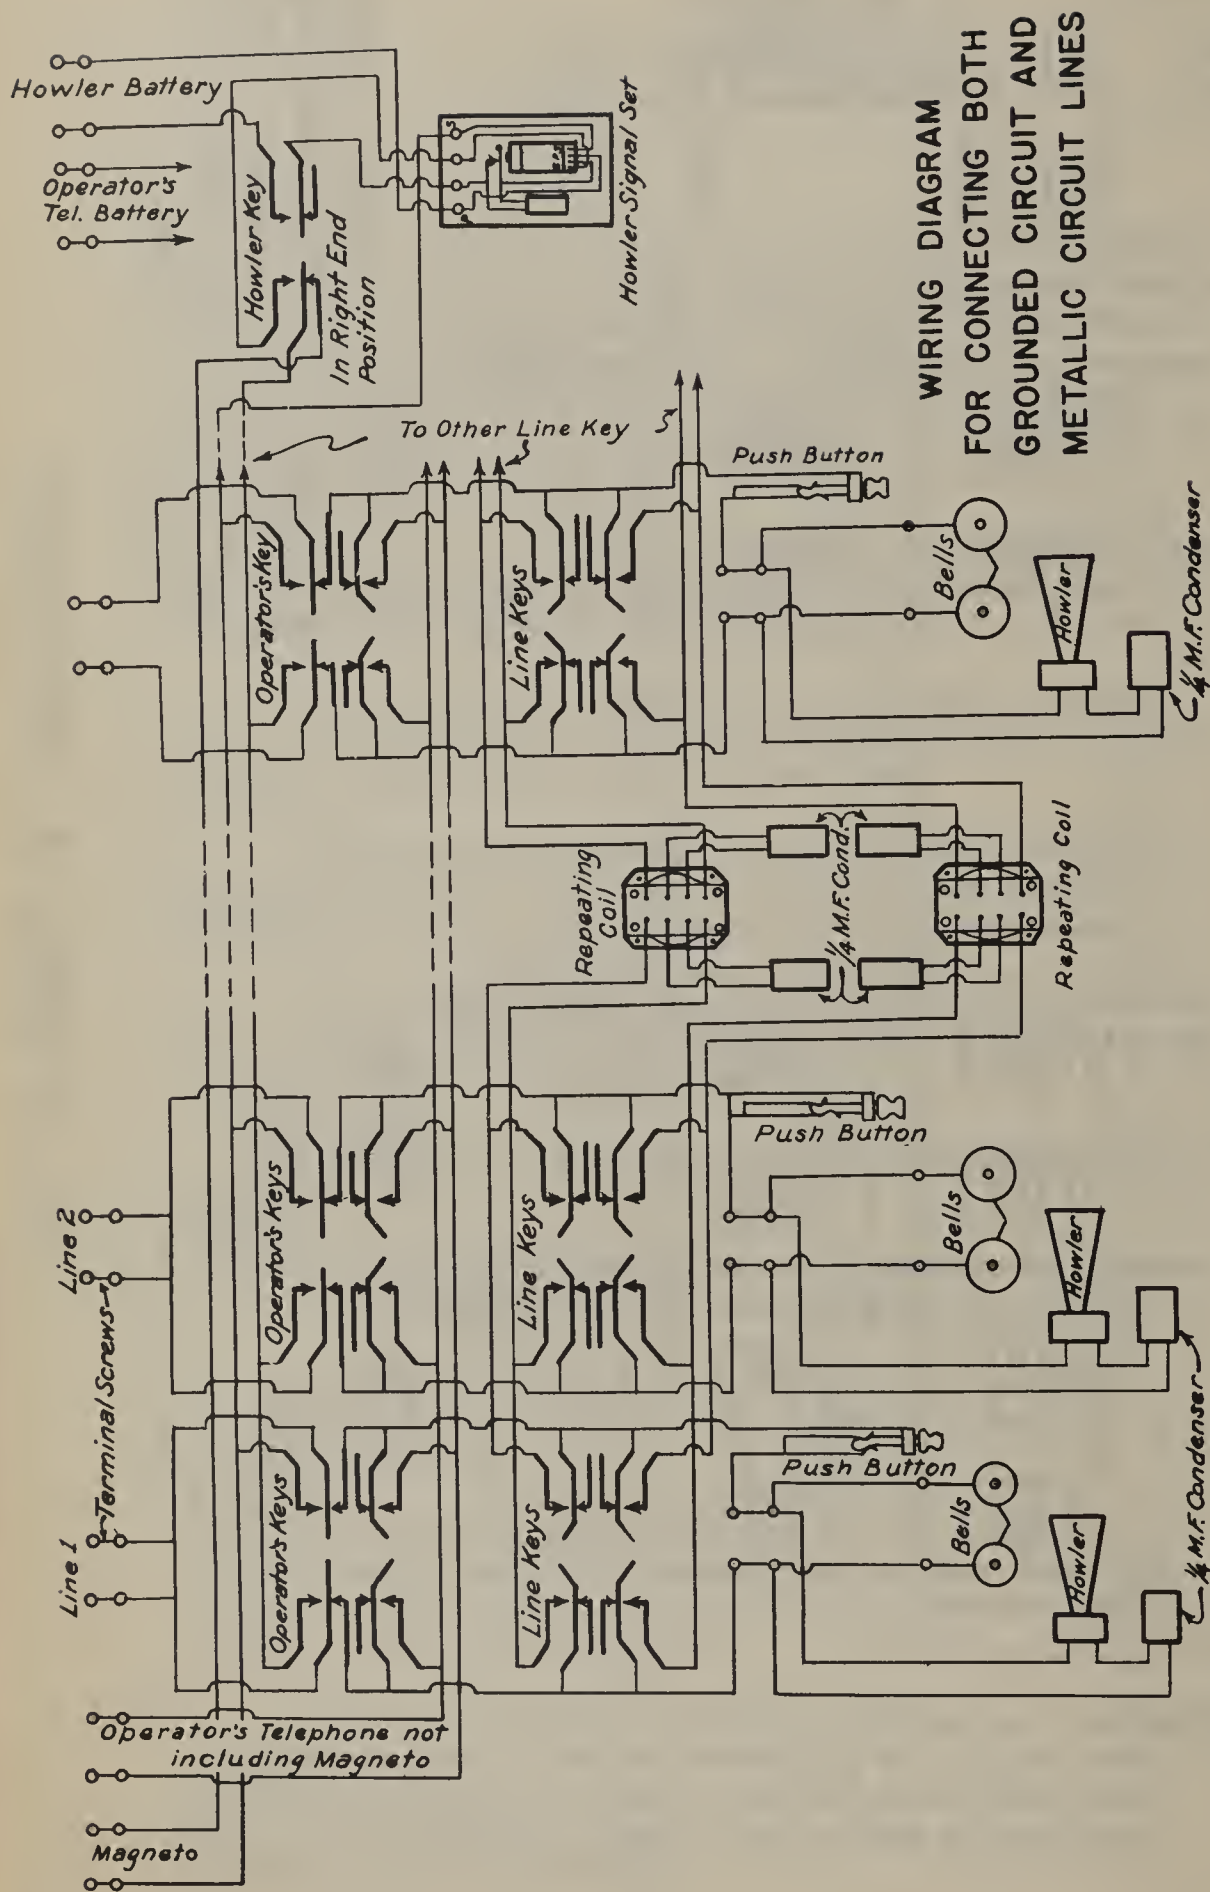 Howler Battery
Operator's
Tel. Battery
Howler Key
In Right End
Position
S
Howler Signal Set
WIRING DIAGRAM
FOR CONNECTING BOTH
GROUNDED CIRCUIT AND
METALLIC CIRCUIT LINES
To Other Line Key
Operator's Key
Line Keys
Push Button
Bells
Howler
¼ M.F. Condenser
Repeating
Coil
¼ M.F. Cond.
Repeating Coil
Line 2
Terminal Screws
Operator's Keys
Line Keys
Push Button
Bells
Howler
Line 1
Operator's Keys
Line Keys
Push Button
Bells
Howler
¼ M.F. Condenser
Operator's Telephone not
including Magneto
Magneto